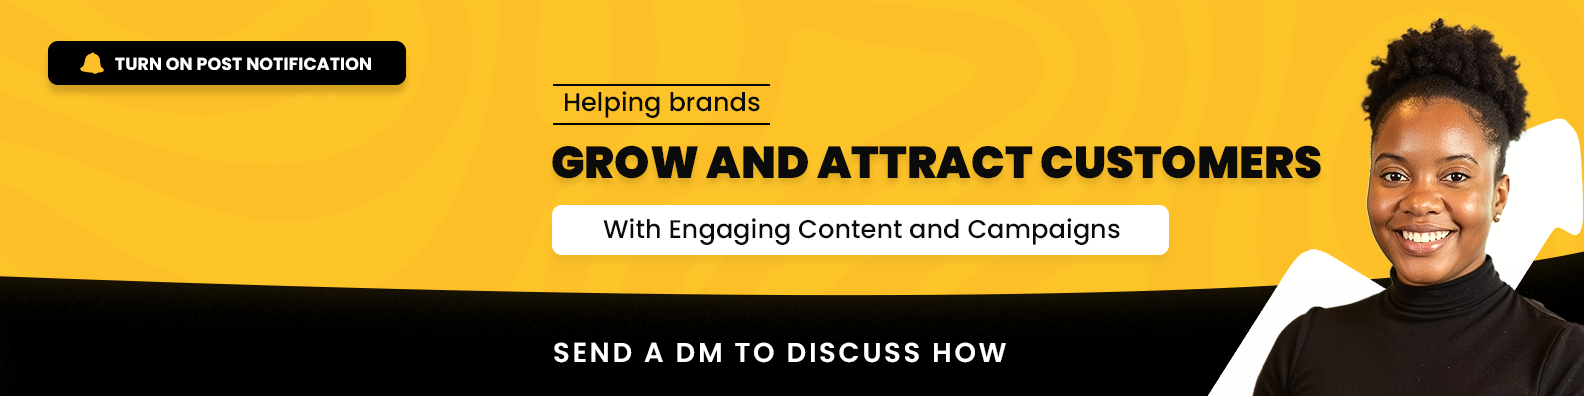 TURN ON POST NOTIFICATION
Helping brands
GROW AND ATTRACT CUSTOMERS
With Engaging Content and Campaigns
SEND A DM TO DISCUSS HOW